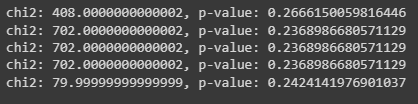 chi2: 408.0000000000002, p-value: 0.2666150059816446
chi2: 702.0000000000002, p-value: 0.2368986680571129
chi2: 702.0000000000002, p-value: 0.2368986680571129
chi2: 702.0000000000002, p-value: 0.2368986680571129
chi2: 79.99999999999999, p-value: 0.2424141976901037